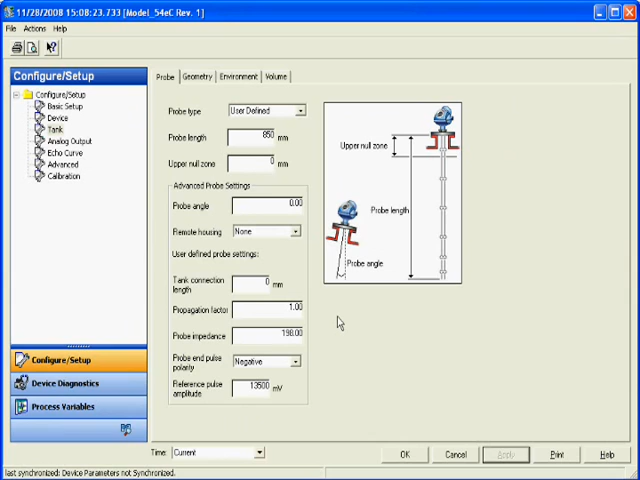 11/28/2008 15:08:23.733 [Model_54eC Rev. 1]
File Actions Help
Configure/Setup
Configure/Setup
Basic Setup
Device
Tank
Analog Output
Echo Curve
Advanced
Calibration
Configure/Setup
Device Diagnostics
Process Variables
Probe Geometry Environment Volume
Probe type User Defined
Probe length 850 mm
Upper null zone 0 mm
Advanced Probe Settings
Probe angle 0.00
Remote housing None
User defined probe settings:
Tank connection
length 0 mm
Propagation factor 1.00
Probe impedance 198.00
Probe end pulse
polarity Negative
Reference pulse
amplitude 13500 mV
Upper null zone
Probe length
Probe angle
Time: Current
OK Cancel Apply Print Help
last synchronized: Device Parameters not Synchronized.